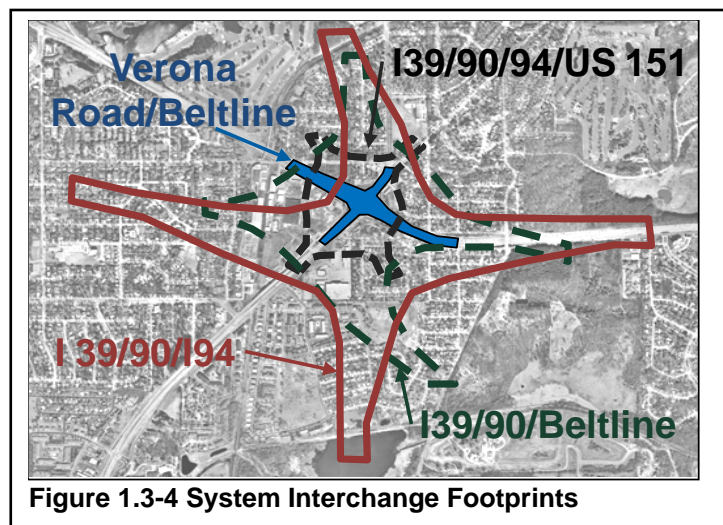 Verona
Road/Beltline
I39/90/94/US 151
I 39/90/I94
I39/90/Beltline
Figure 1.3-4 System Interchange Footprints